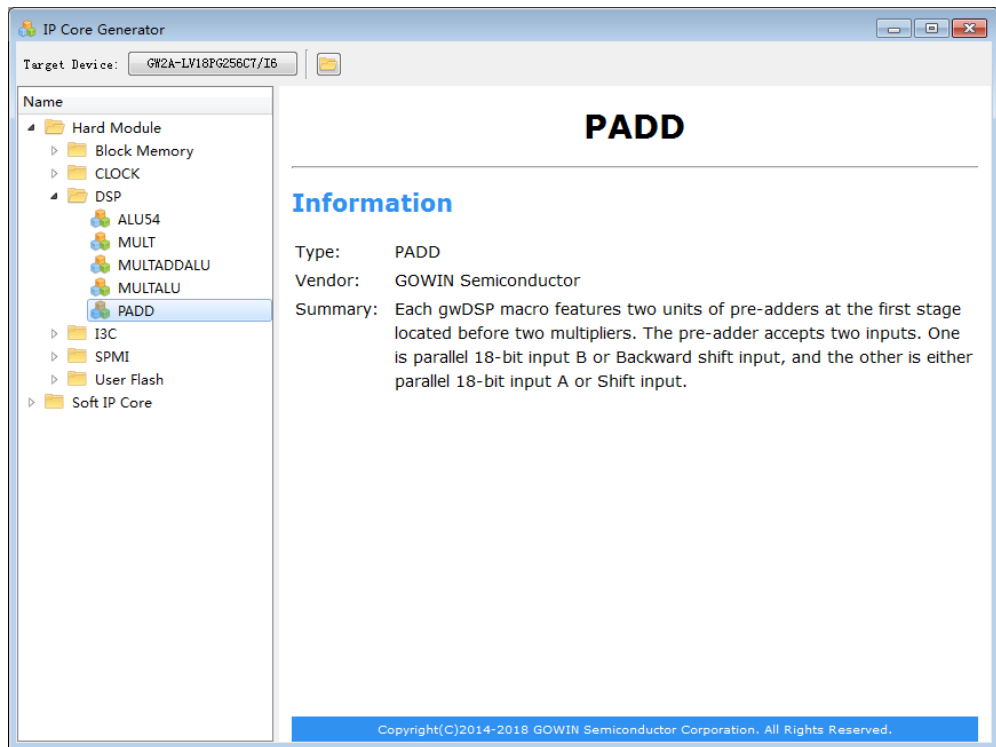 IP Core Generator
Target Device: GW2A-LV18PG256C7/I6
Name
Hard Module
Block Memory
CLOCK
DSP
ALU54
MULT
MULTADDALU
MULTALU
PADD
I3C
SPMI
User Flash
Soft IP Core
PADD
Information
Type: PADD
Vendor: GOWIN Semiconductor
Summary: Each gwDSP macro features two units of pre-adders at the first stage
located before two multipliers. The pre-adder accepts two inputs. One
is parallel 18-bit input B or Backward shift input, and the other is either
parallel 18-bit input A or Shift input.
Copyright(C)2014-2018 GOWIN Semiconductor Corporation. All Rights Reserved.